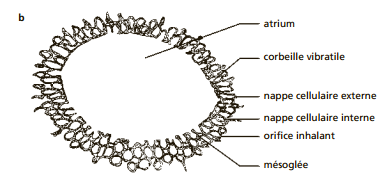 b
atrium
corbeille vibratile
nappe cellulaire externe
nappe cellulaire interne
orifice inhalant
mésoglée